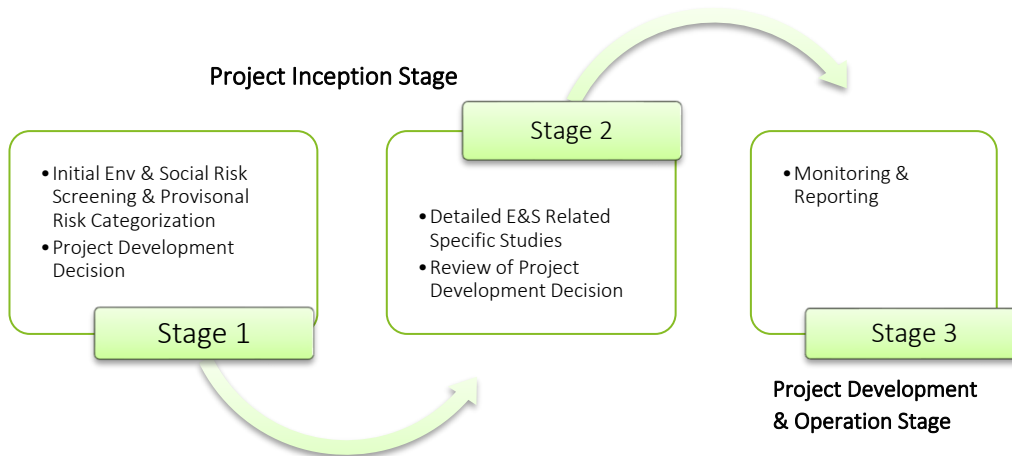 Project Inception Stage
• Initial Env & Social Risk
Screening & Provisonal
Risk Categorization
• Project Development
Decision
Stage 1
Stage 2
• Detailed E&S Related
Specific Studies
• Review of Project
Development Decision
• Monitoring &
Reporting
Stage 3
Project Development
& Operation Stage